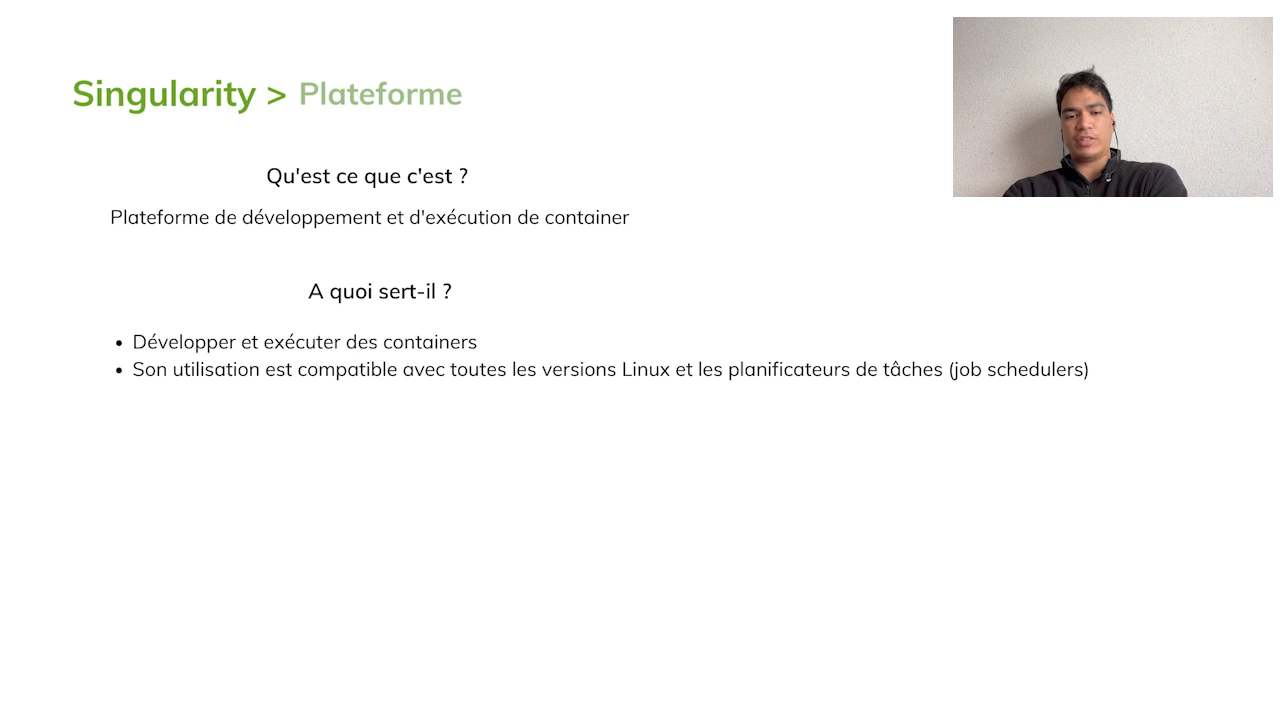 Singularity > Plateforme
Qu'est ce que c'est ?
Plateforme de développement et d'exécution de container
A quoi sert-il ?
• Développer et exécuter des containers
• Son utilisation est compatible avec toutes les versions Linux et les planificateurs de tâches (job schedulers)